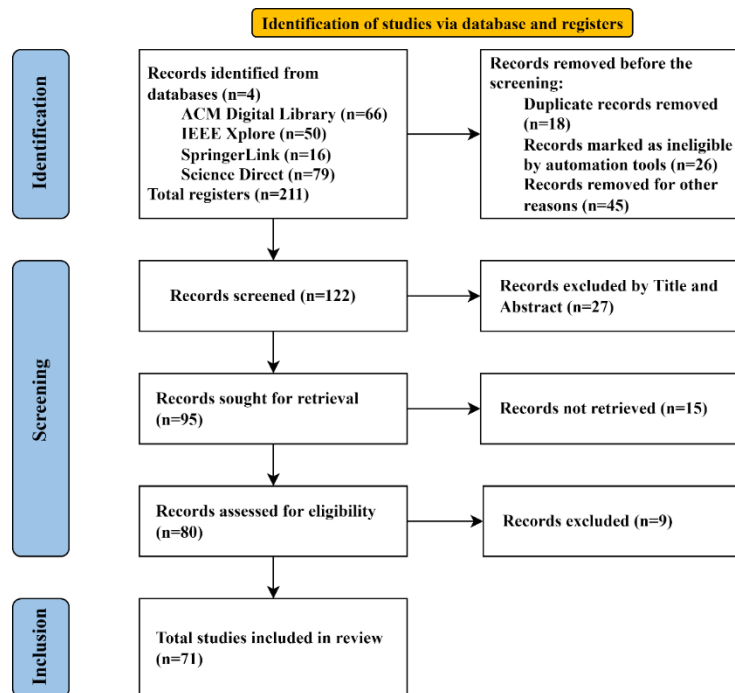 Identification of studies via database and registers
Identification
Records identified from
databases (n=4)
ACM Digital Library (n=66)
IEEE Xplore (n=50)
SpringerLink (n=16)
Science Direct (n=79)
Total registers (n=211)
Records removed before the
screening:
Duplicate records removed
(n=18)
Records marked as ineligible
by automation tools (n=26)
Records removed for other
reasons (n=45)
Screening
Records screened (n=122)
Records excluded by Title and
Abstract (n=27)
Records sought for retrieval
(n=95)
Records not retrieved (n=15)
Records assessed for eligibility
(n=80)
Records excluded (n=9)
Inclusion
Total studies included in review
(n=71)